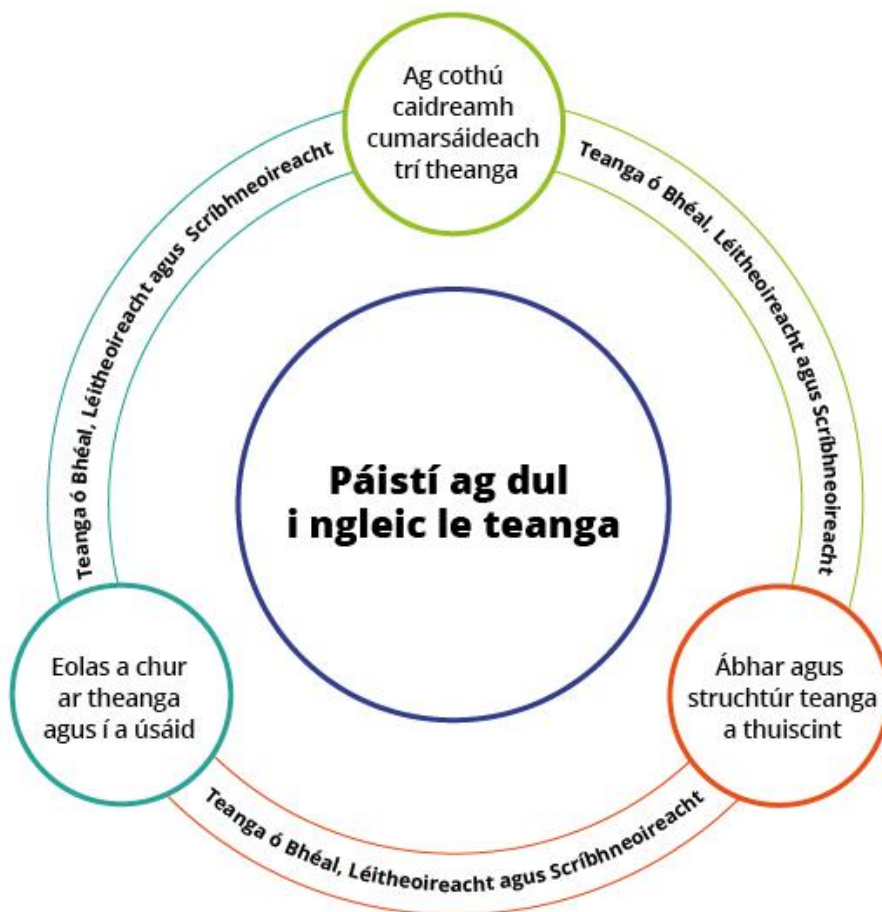 Ag cothú
caidreamh
cumarsáideach
trí theanga
Teanga ó Bhéal, Léitheoireacht agus Scríbhneoireacht
Teanga ó Bhéal, Léitheoireacht agus Scríbhneoireacht
Páistí ag dul
i ngleic le teanga
Eolas a chur
ar theanga
agus í a úsáid
Ábhar agus
struchtúr teanga
a thuiscint
Teanga ó Bhéal, Léitheoireacht agus Scríbhneoireacht